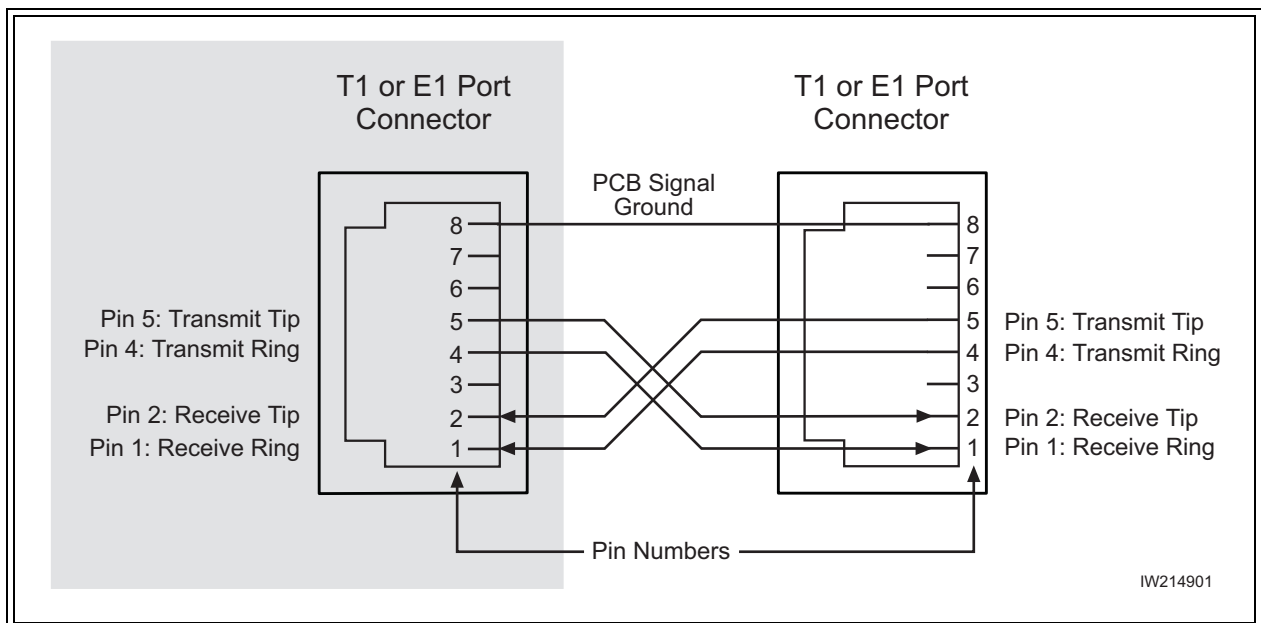 T1 or E1 Port
Connector
T1 or E1 Port
Connector
PCB Signal
Ground
8
7
6
5
4
3
2
1
8
7
6
5
4
3
2
1
Pin 5: Transmit Tip
Pin 4: Transmit Ring
Pin 2: Receive Tip
Pin 1: Receive Ring
Pin 5: Transmit Tip
Pin 4: Transmit Ring
Pin 2: Receive Tip
Pin 1: Receive Ring
Pin Numbers
IW214901